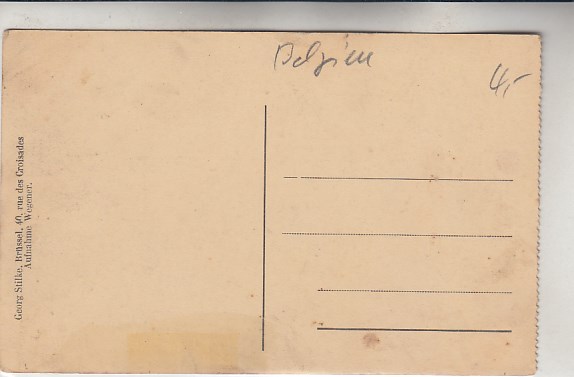 Belgien
4,-
Georg Stilke, Brüssel, 40, rue des Croisades
Aufnahme Wegener.